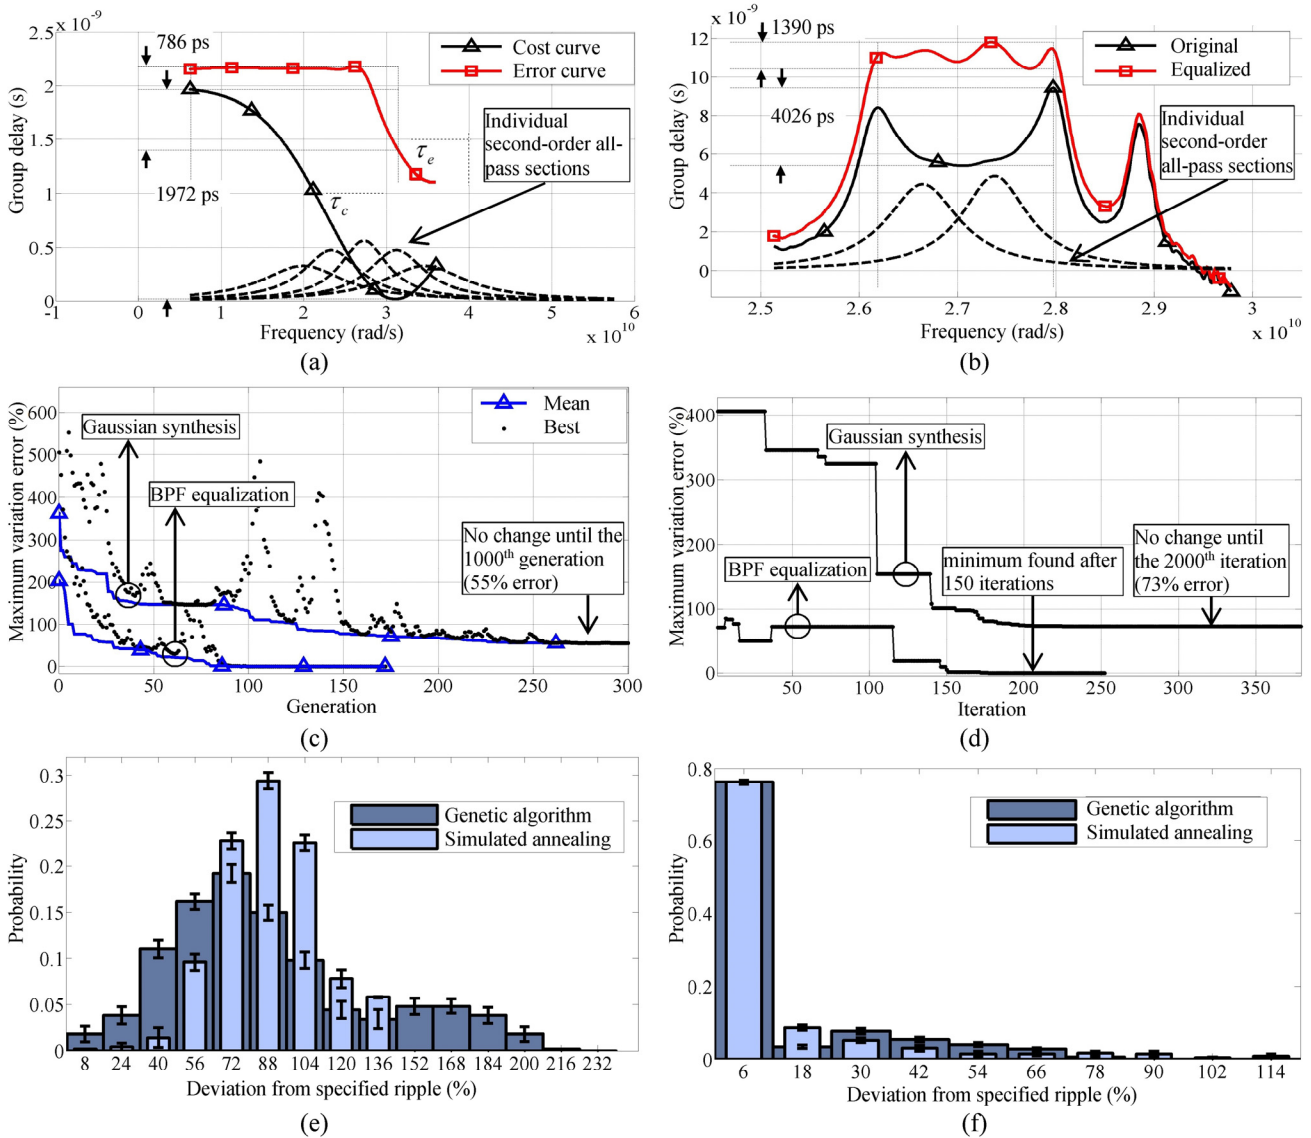 x 10⁻⁹
2.5
2
1.5
1
0.5
0
Group delay (s)
786 ps
1972 ps
Cost curve
Error curve
Individual
second-order all-
pass sections
τe
τc
-1
0
1
2
3
4
5
6
Frequency (rad/s)
x 10¹⁰
(a)
x 10⁻⁹
14
12
10
8
6
4
2
0
Group delay (s)
1390 ps
4026 ps
Original
Equalized
Individual
second-order
all-pass sections
2.5
2.6
2.7
2.8
2.9
3
Frequency (rad/s)
x 10¹⁰
(b)
600
500
400
300
200
100
0
Maximum variation error (%)
Gaussian synthesis
BPF equalization
Mean
Best
No change until the
1000th generation
(55% error)
0
50
100
150
200
250
300
Generation
(c)
400
300
200
100
0
Maximum variation error (%)
Gaussian synthesis
BPF equalization
minimum found after
150 iterations
No change until
the 2000th iteration
(73% error)
50
100
150
200
250
300
350
Iteration
(d)
0.3
0.25
0.2
0.15
0.1
0.05
0
Probability
Genetic algorithm
Simulated annealing
8
24
40
56
72
88
104
120
136
152
168
184
200
216
232
Deviation from specified ripple (%)
(e)
0.8
0.6
0.4
0.2
0
Probability
Genetic algorithm
Simulated annealing
6
18
30
42
54
66
78
90
102
114
Deviation from specified ripple (%)
(f)